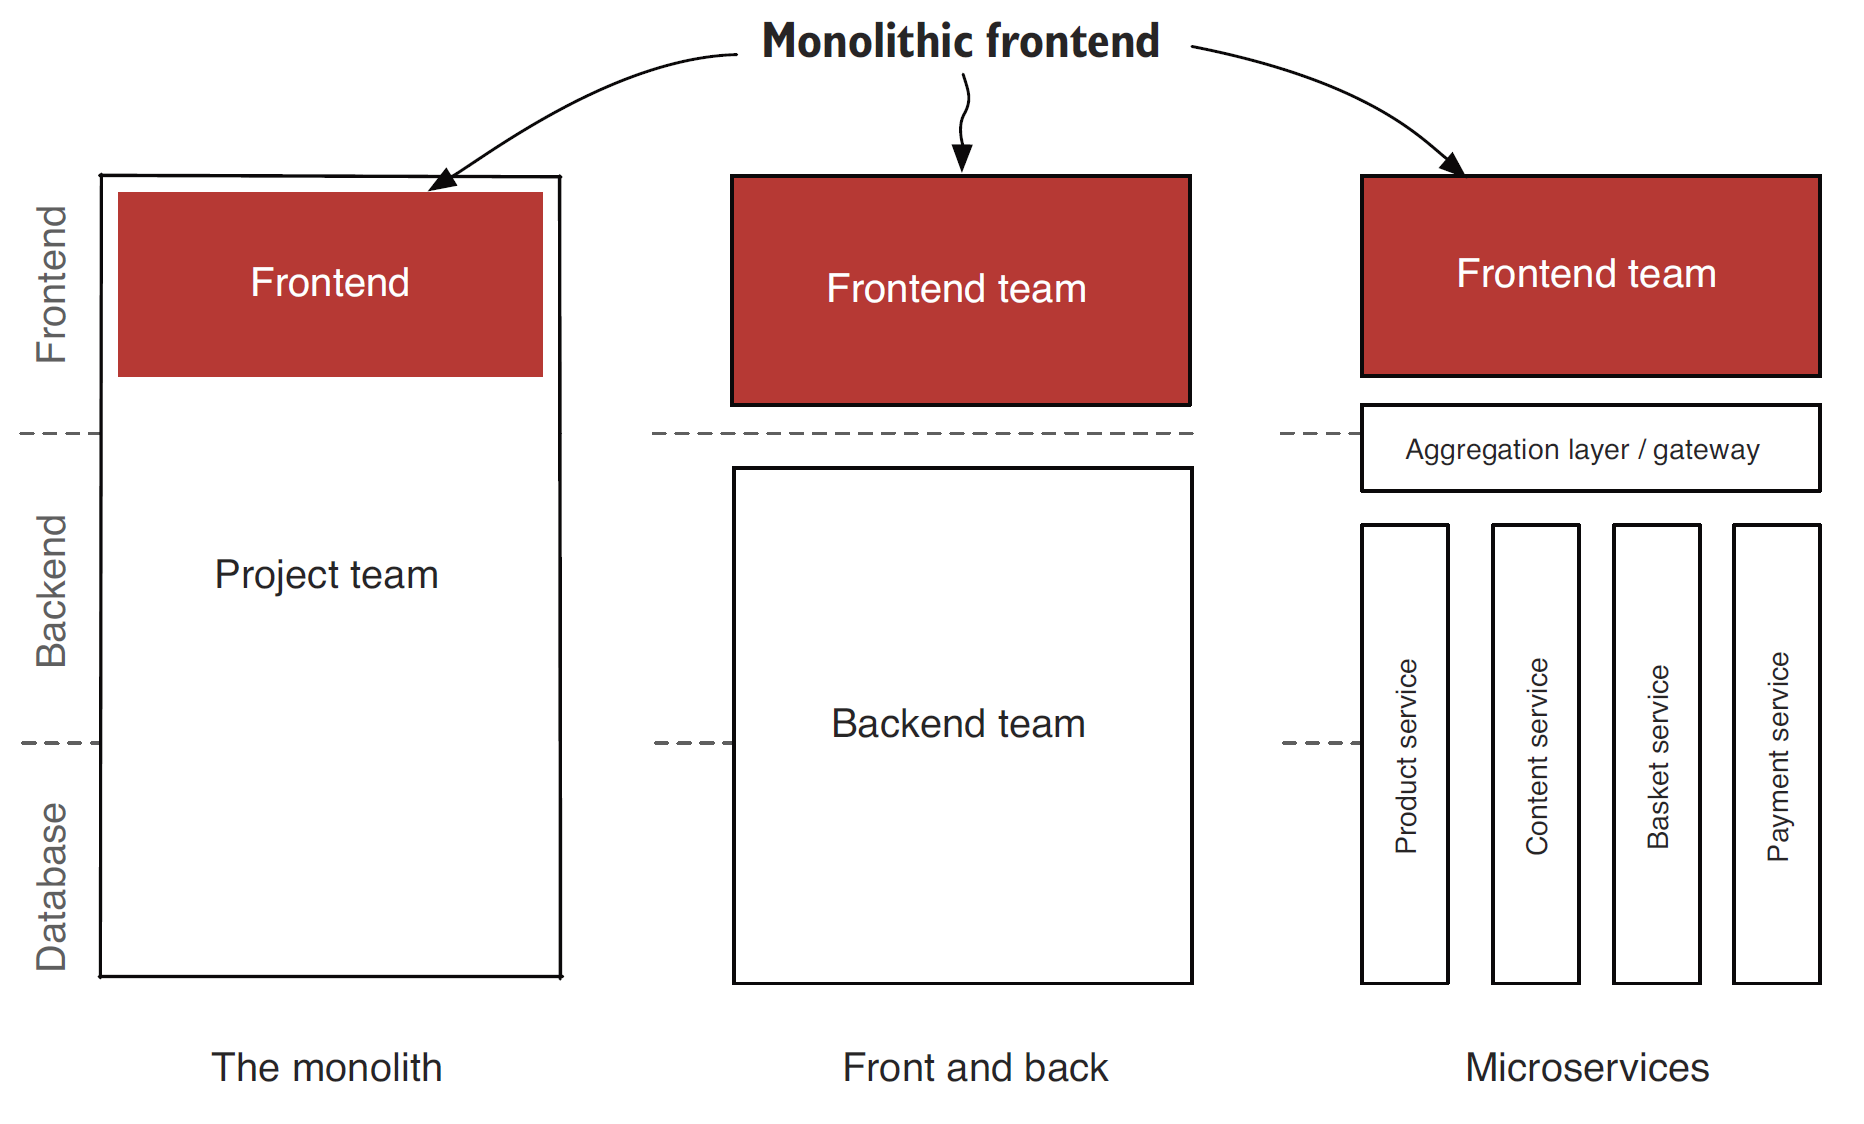 Monolithic frontend
Frontend
Backend
Database
Frontend
Project team
The monolith
Frontend team
Backend team
Front and back
Frontend team
Aggregation layer / gateway
Product service
Content service
Basket service
Payment service
Microservices